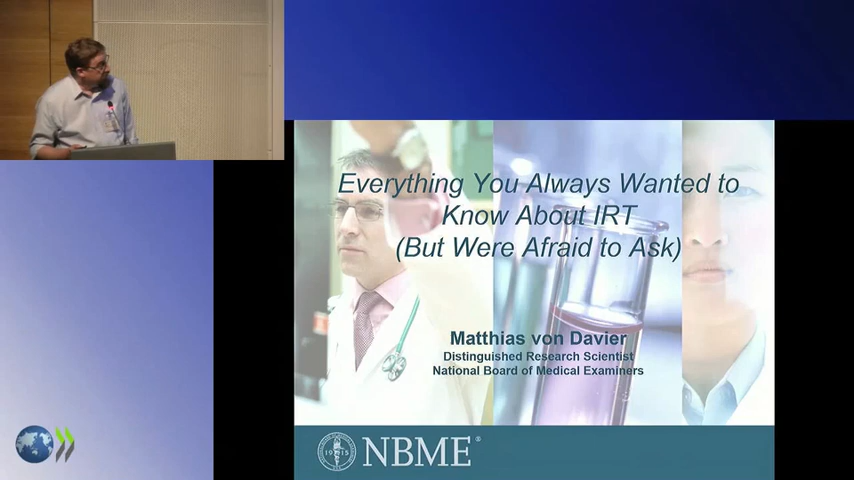 Everything You Always Wanted to
Know About IRT
(But Were Afraid to Ask)
Matthias von Davier
Distinguished Research Scientist
National Board of Medical Examiners
1915
NBME®